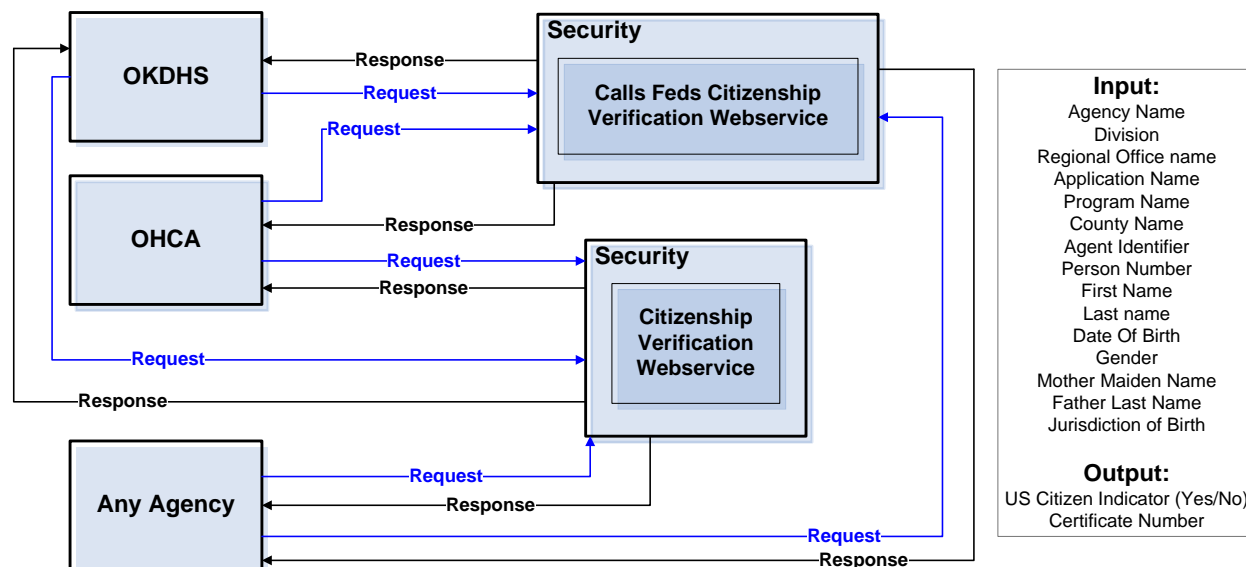 Security
OKDHS
Response
Request
Calls Feds Citizenship
Verification Webservice
Request
OHCA
Response
Request
Response
Security
Citizenship
Verification
Webservice
Request
Response
Any Agency
Request
Response
Request
Response
Input:
Agency Name
Division
Regional Office name
Application Name
Program Name
County Name
Agent Identifier
Person Number
First Name
Last name
Date Of Birth
Gender
Mother Maiden Name
Father Last Name
Jurisdiction of Birth
Output:
US Citizen Indicator (Yes/No)
Certificate Number